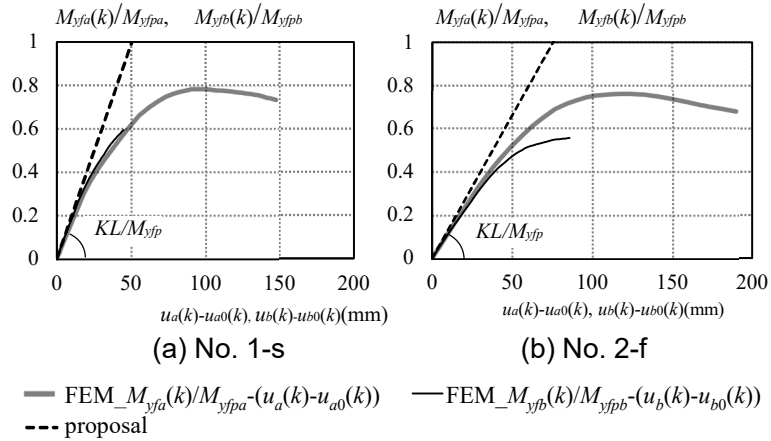 Myfa(k)/Myfpa, Myfb(k)/Myfpb
1
0.8
0.6
0.4
0.2
0
KL/Myfp
0 50 100 150 200
ua(k)-ua0(k), ub(k)-ub0(k)(mm)
(a) No. 1-s
Myfa(k)/Myfpa, Myfb(k)/Myfpb
1
0.8
0.6
0.4
0.2
0
KL/Myfp
0 50 100 150 200
ua(k)-ua0(k), ub(k)-ub0(k)(mm)
(b) No. 2-f
FEM_Myfa(k)/Myfpa-(ua(k)-ua0(k)) FEM_Myfb(k)/Myfpb-(ub(k)-ub0(k))
proposal